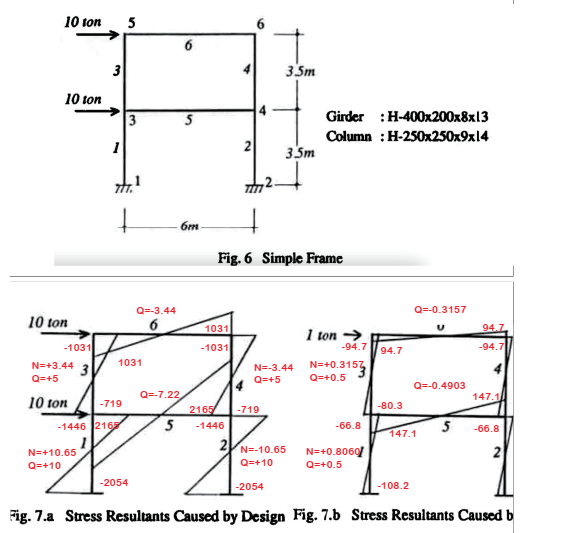 10 ton
5
6
6
3
4
3.5m
10 ton
3
5
4
Girder : H-400x200x8x13
Column : H-250x250x9x14
1
2
3.5m
1
2
6m
Fig. 6 Simple Frame
Q=-3.44
10 ton
6
1031
-1031
-1031
1031
N=+3.44
Q=+5
3
N=-3.44
Q=+5
4
Q=-7.22
10 ton
-719
2165
-719
-1446
2165
5
-1446
1
N=+10.65
Q=+10
2
N=-10.65
Q=+10
-2054
-2054
Fig. 7.a Stress Resultants Caused by Design
Q=-0.3157
1 ton
94.7
-94.7
94.7
-94.7
N=+0.3157
Q=+0.5
3
4
Q=-0.4903
147.1
-80.3
-66.8
147.1
5
-66.8
N=+0.8060
Q=+0.5
1
2
-108.2
Fig. 7.b Stress Resultants Caused b